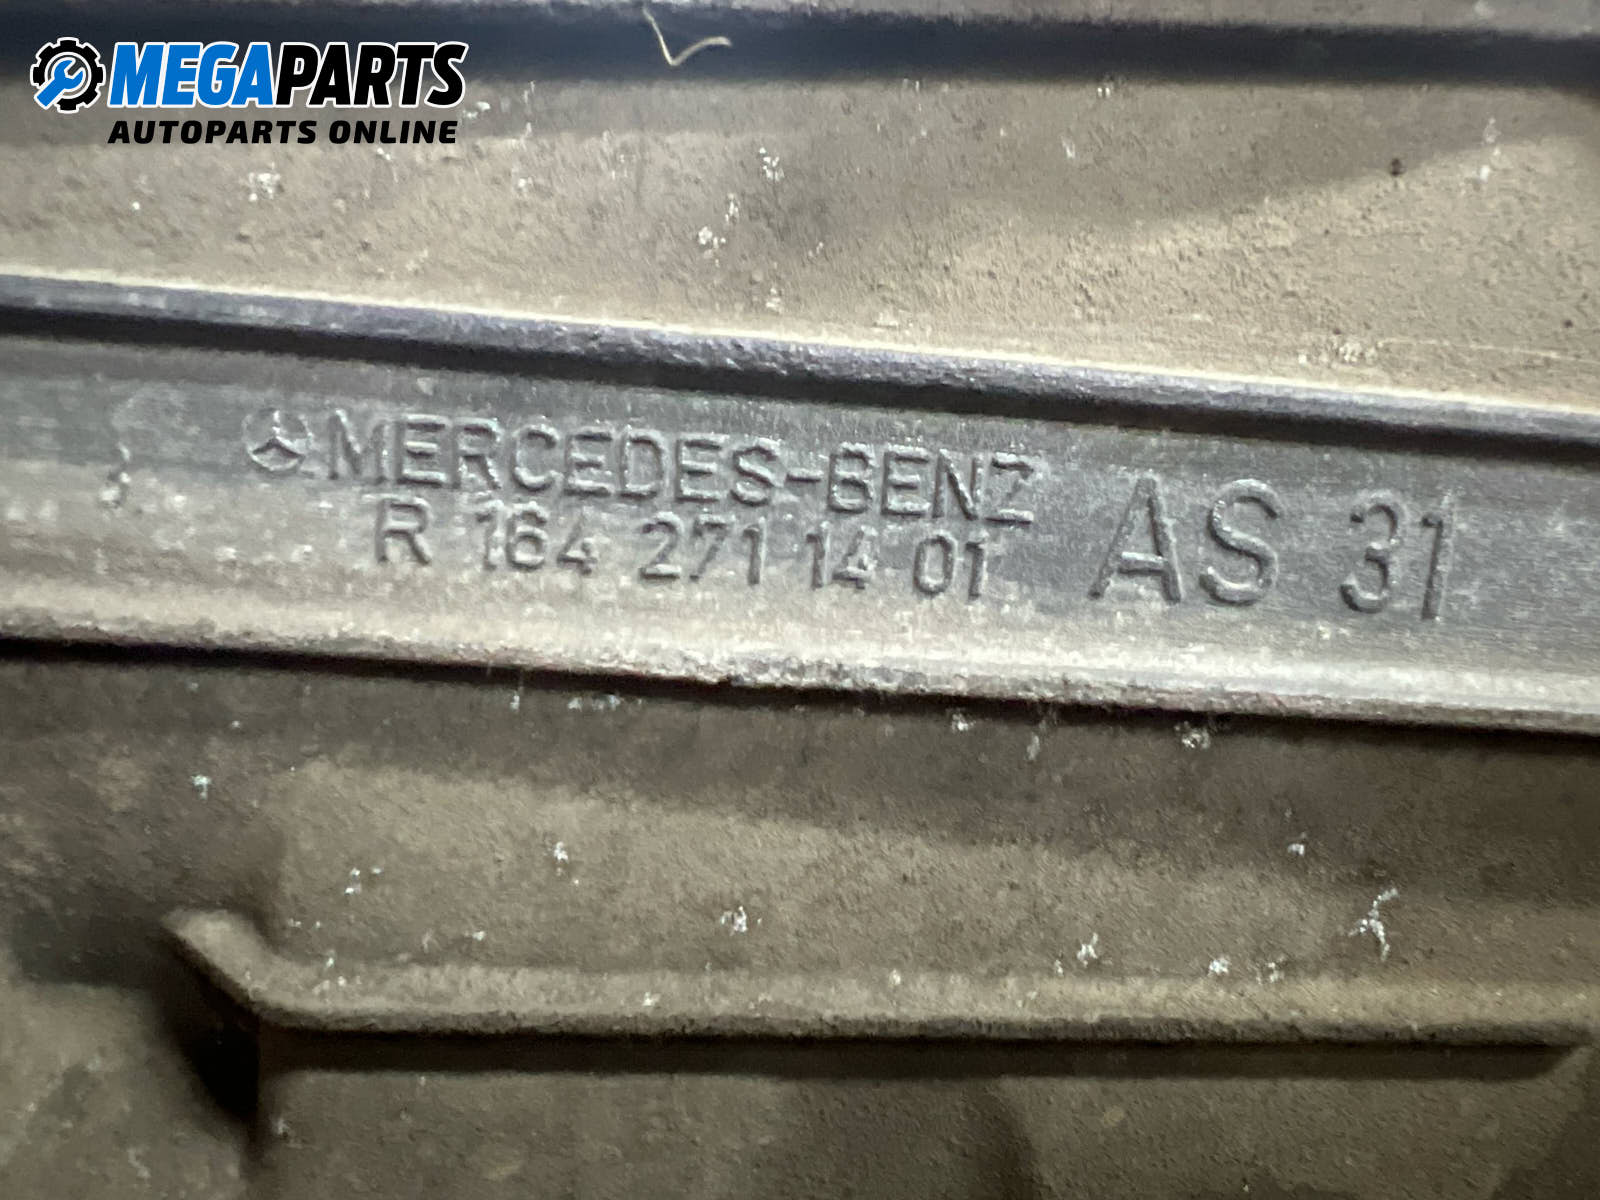 MEGAPARTS
AUTOPARTS ONLINE
MERCEDES-BENZ
R 164 271 14 01
AS 31